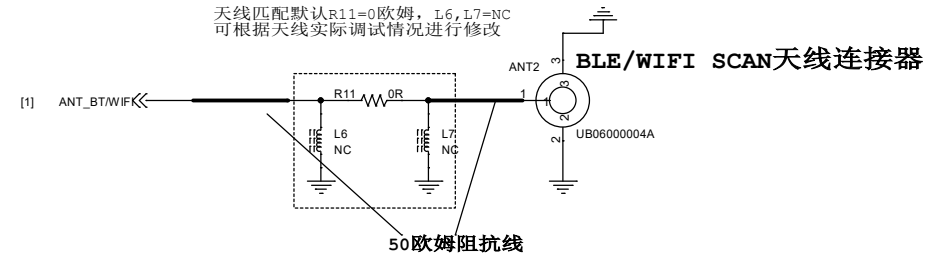 天线匹配默认R11=0欧姆，L6,L7=NC
可根据天线实际调试情况进行修改
ANT2
3
BLE/WIFI SCAN天线连接器
[1] ANT_BT/WIFI
R11 0R
1
1
3
2
L6
NC
L7
NC
2
UB06000004A
50欧姆阻抗线